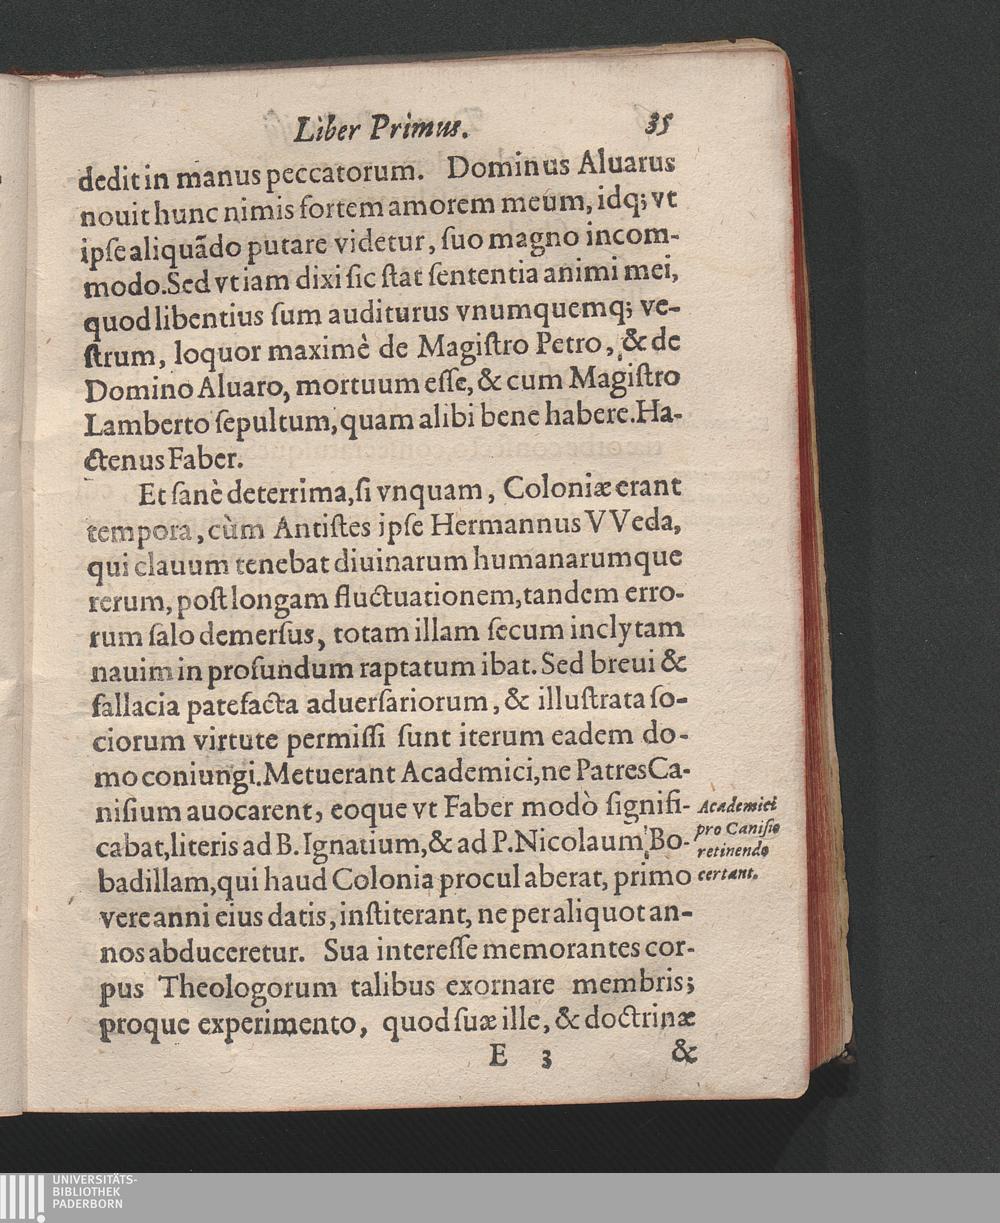 Liber Primus. 35
dedit in manus peccatorum. Dominus Aluarus
nouit hunc nimis fortem amorem meum, idq; vt
ipſe aliquãdo putare videtur, ſuo magno incom-
modo. Sed vt iam dixi ſic ſtat ſententia animi mei,
quod libentius ſum auditurus vnumquemq; ve-
ſtrum, loquor maximè de Magiſtro Petro, & de
Domino Aluaro, mortuum eſſe, & cum Magiſtro
Lamberto ſepultum, quam alibi bene habere. Ha-
ctenus Faber.
Et ſanè deterrima, ſi vnquam, Coloniæ erant
tempora, cùm Antiſtes ipſe Hermannus VVeda,
qui clauum tenebat diuinarum humanarumque
rerum, poſt longam fluctuationem, tandem erro-
rum ſalo demerſus, totam illam ſecum inclytam
nauim in profundum raptatum ibat. Sed breui &
fallacia patefacta aduerſariorum, & illuſtrata ſo-
ciorum virtute permiſſi ſunt iterum eadem do-
mo coniungi. Metuerant Academici, ne Patres Ca-
niſium auocarent, eoque vt Faber modò ſignifi-
cabat, literis ad B. Ignatium, & ad P. Nicolaum Bo-
badillam, qui haud Colonia procul aberat, primo
vere anni eius datis, inſtiterant, ne per aliquot an-
nos abduceretur. Sua intereſſe memorantes cor-
pus Theologorum talibus exornare membris;
proque experimento, quod ſuæ ille, & doctrinæ
E 3 &
Academici
pro Caniſio
retinendo
certant.
UNIVERSITÄTS-
BIBLIOTHEK
PADERBORN